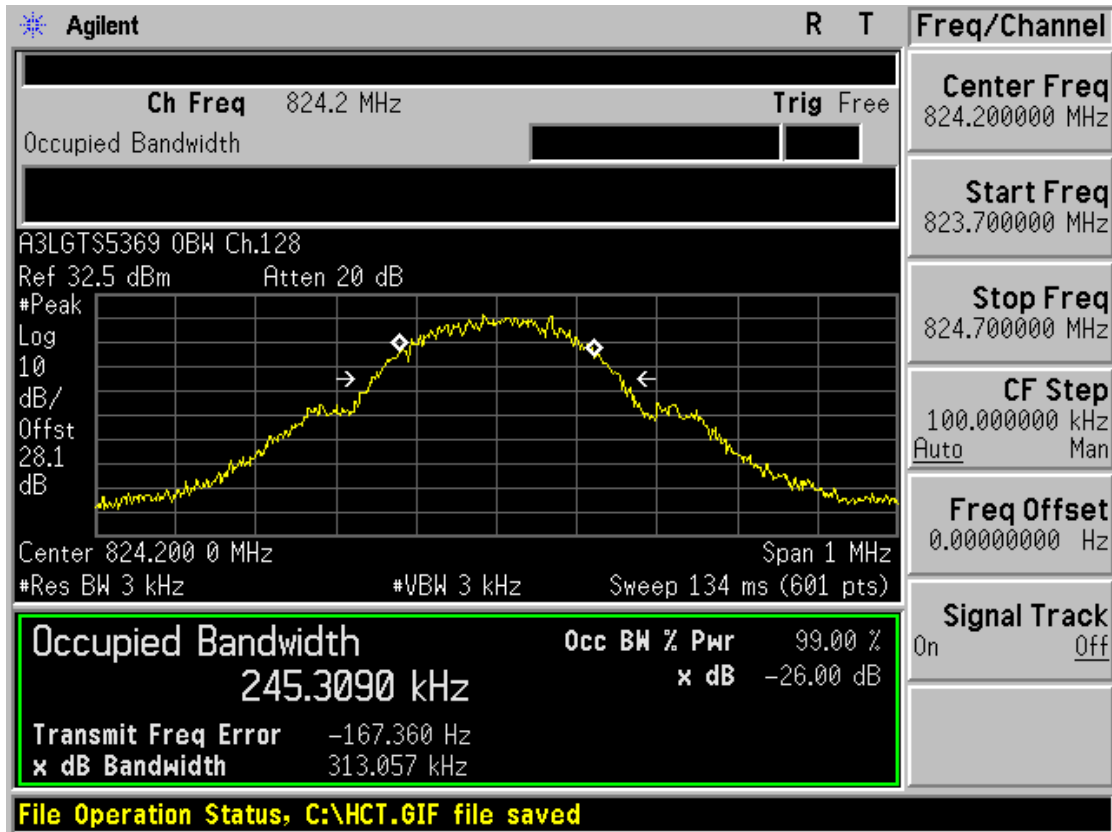 Agilent R T
Ch Freq 824.2 MHz Trig Free
Occupied Bandwidth
A3LGTS5369 OBW Ch.128
Ref 32.5 dBm Atten 20 dB
#Peak
Log
10
dB/
Offst
28.1
dB
Center 824.200 0 MHz Span 1 MHz
#Res BW 3 kHz #VBW 3 kHz Sweep 134 ms (601 pts)
Occupied Bandwidth
245.3090 kHz
Occ BW % Pwr 99.00 %
x dB -26.00 dB
Transmit Freq Error -167.360 Hz
x dB Bandwidth 313.057 kHz
File Operation Status, C:\HCT.GIF file saved
Freq/Channel
Center Freq
824.200000 MHz
Start Freq
823.700000 MHz
Stop Freq
824.700000 MHz
CF Step
100.000000 kHz
Auto Man
Freq Offset
0.00000000 Hz
Signal Track
On Off